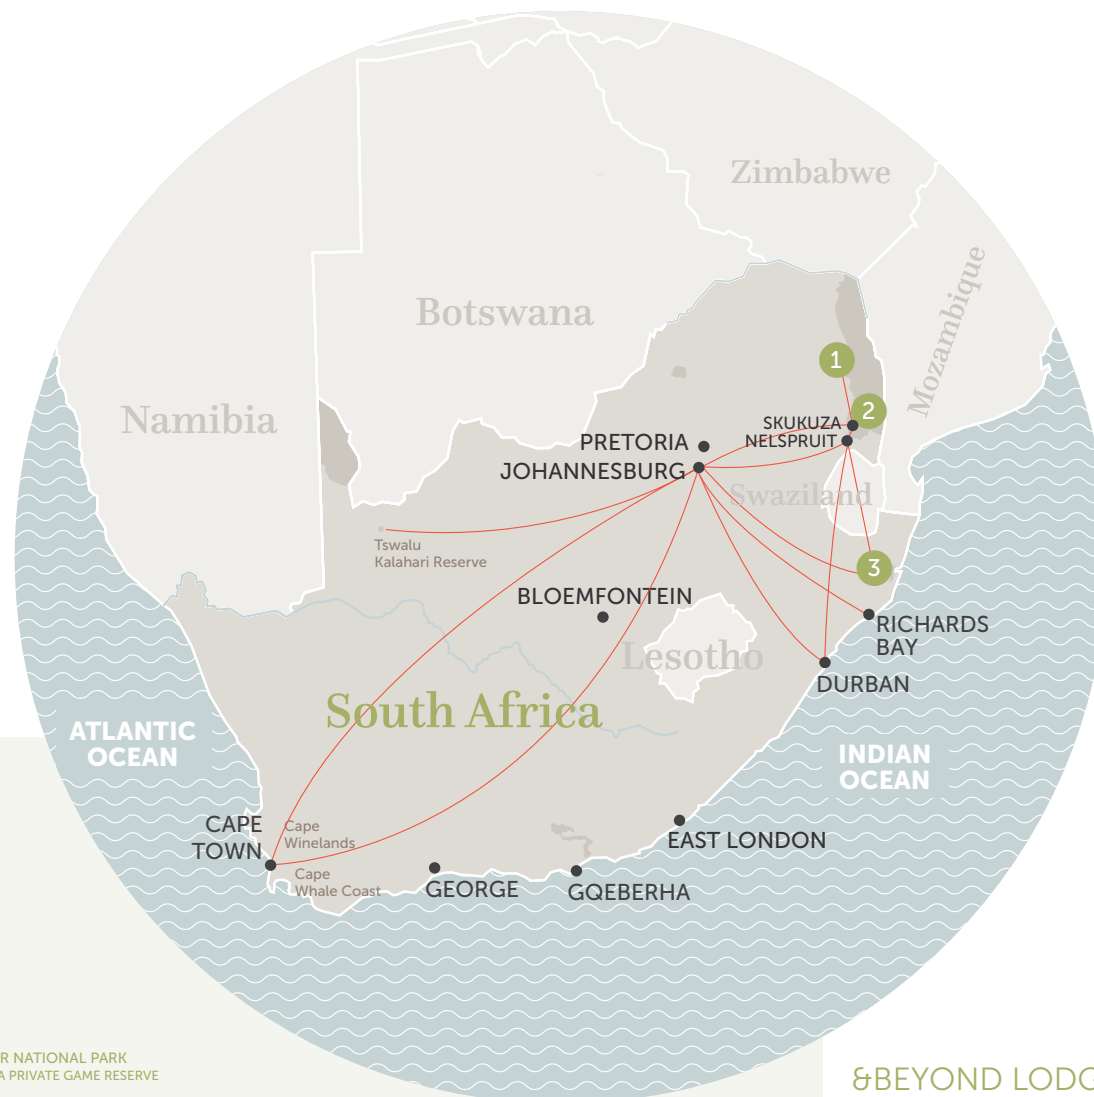 Zimbabwe
Mozambique
Botswana
Namibia
1
2
SKUKUZA
NELSPRUIT
PRETORIA
JOHANNESBURG
Swaziland
Tswalu
Kalahari Reserve
3
BLOEMFONTEIN
RICHARDS
BAY
Lesotho
DURBAN
South Africa
ATLANTIC
OCEAN
INDIAN
OCEAN
CAPE
TOWN
Cape
Winelands
EAST LONDON
Cape
Whale Coast
GEORGE
GQEBERHA
R NATIONAL PARK
A PRIVATE GAME RESERVE
&BEYOND LODG